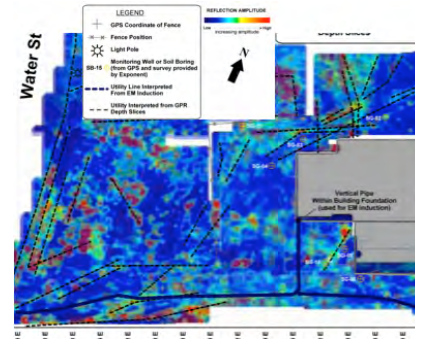 LEGEND
GPS Coordinate of Fence
Fence Position
Light Pole
SB-15
Monitoring Well or Soil Boring
(from GPS and survey provided
by Exponent)
Utility Line Interpreted
From EM Induction
Utility Interpreted from GPR
Depth Slices
REFLECTION AMPLITUDE
Low
High
increasing amplitude
N
Water St
Depth Slices
Vertical Pipe
Within Building Foundation
(used for EM induction)